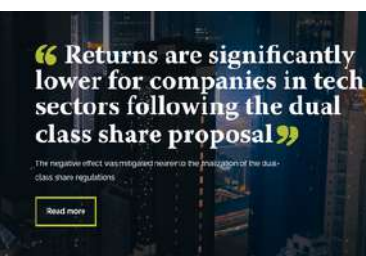 “ Returns are significantly
lower for companies in tech
sectors following the dual
class share proposal ”
The negative effect was mitigated nearer to the finalization of the dual-
class share regulations
Read more